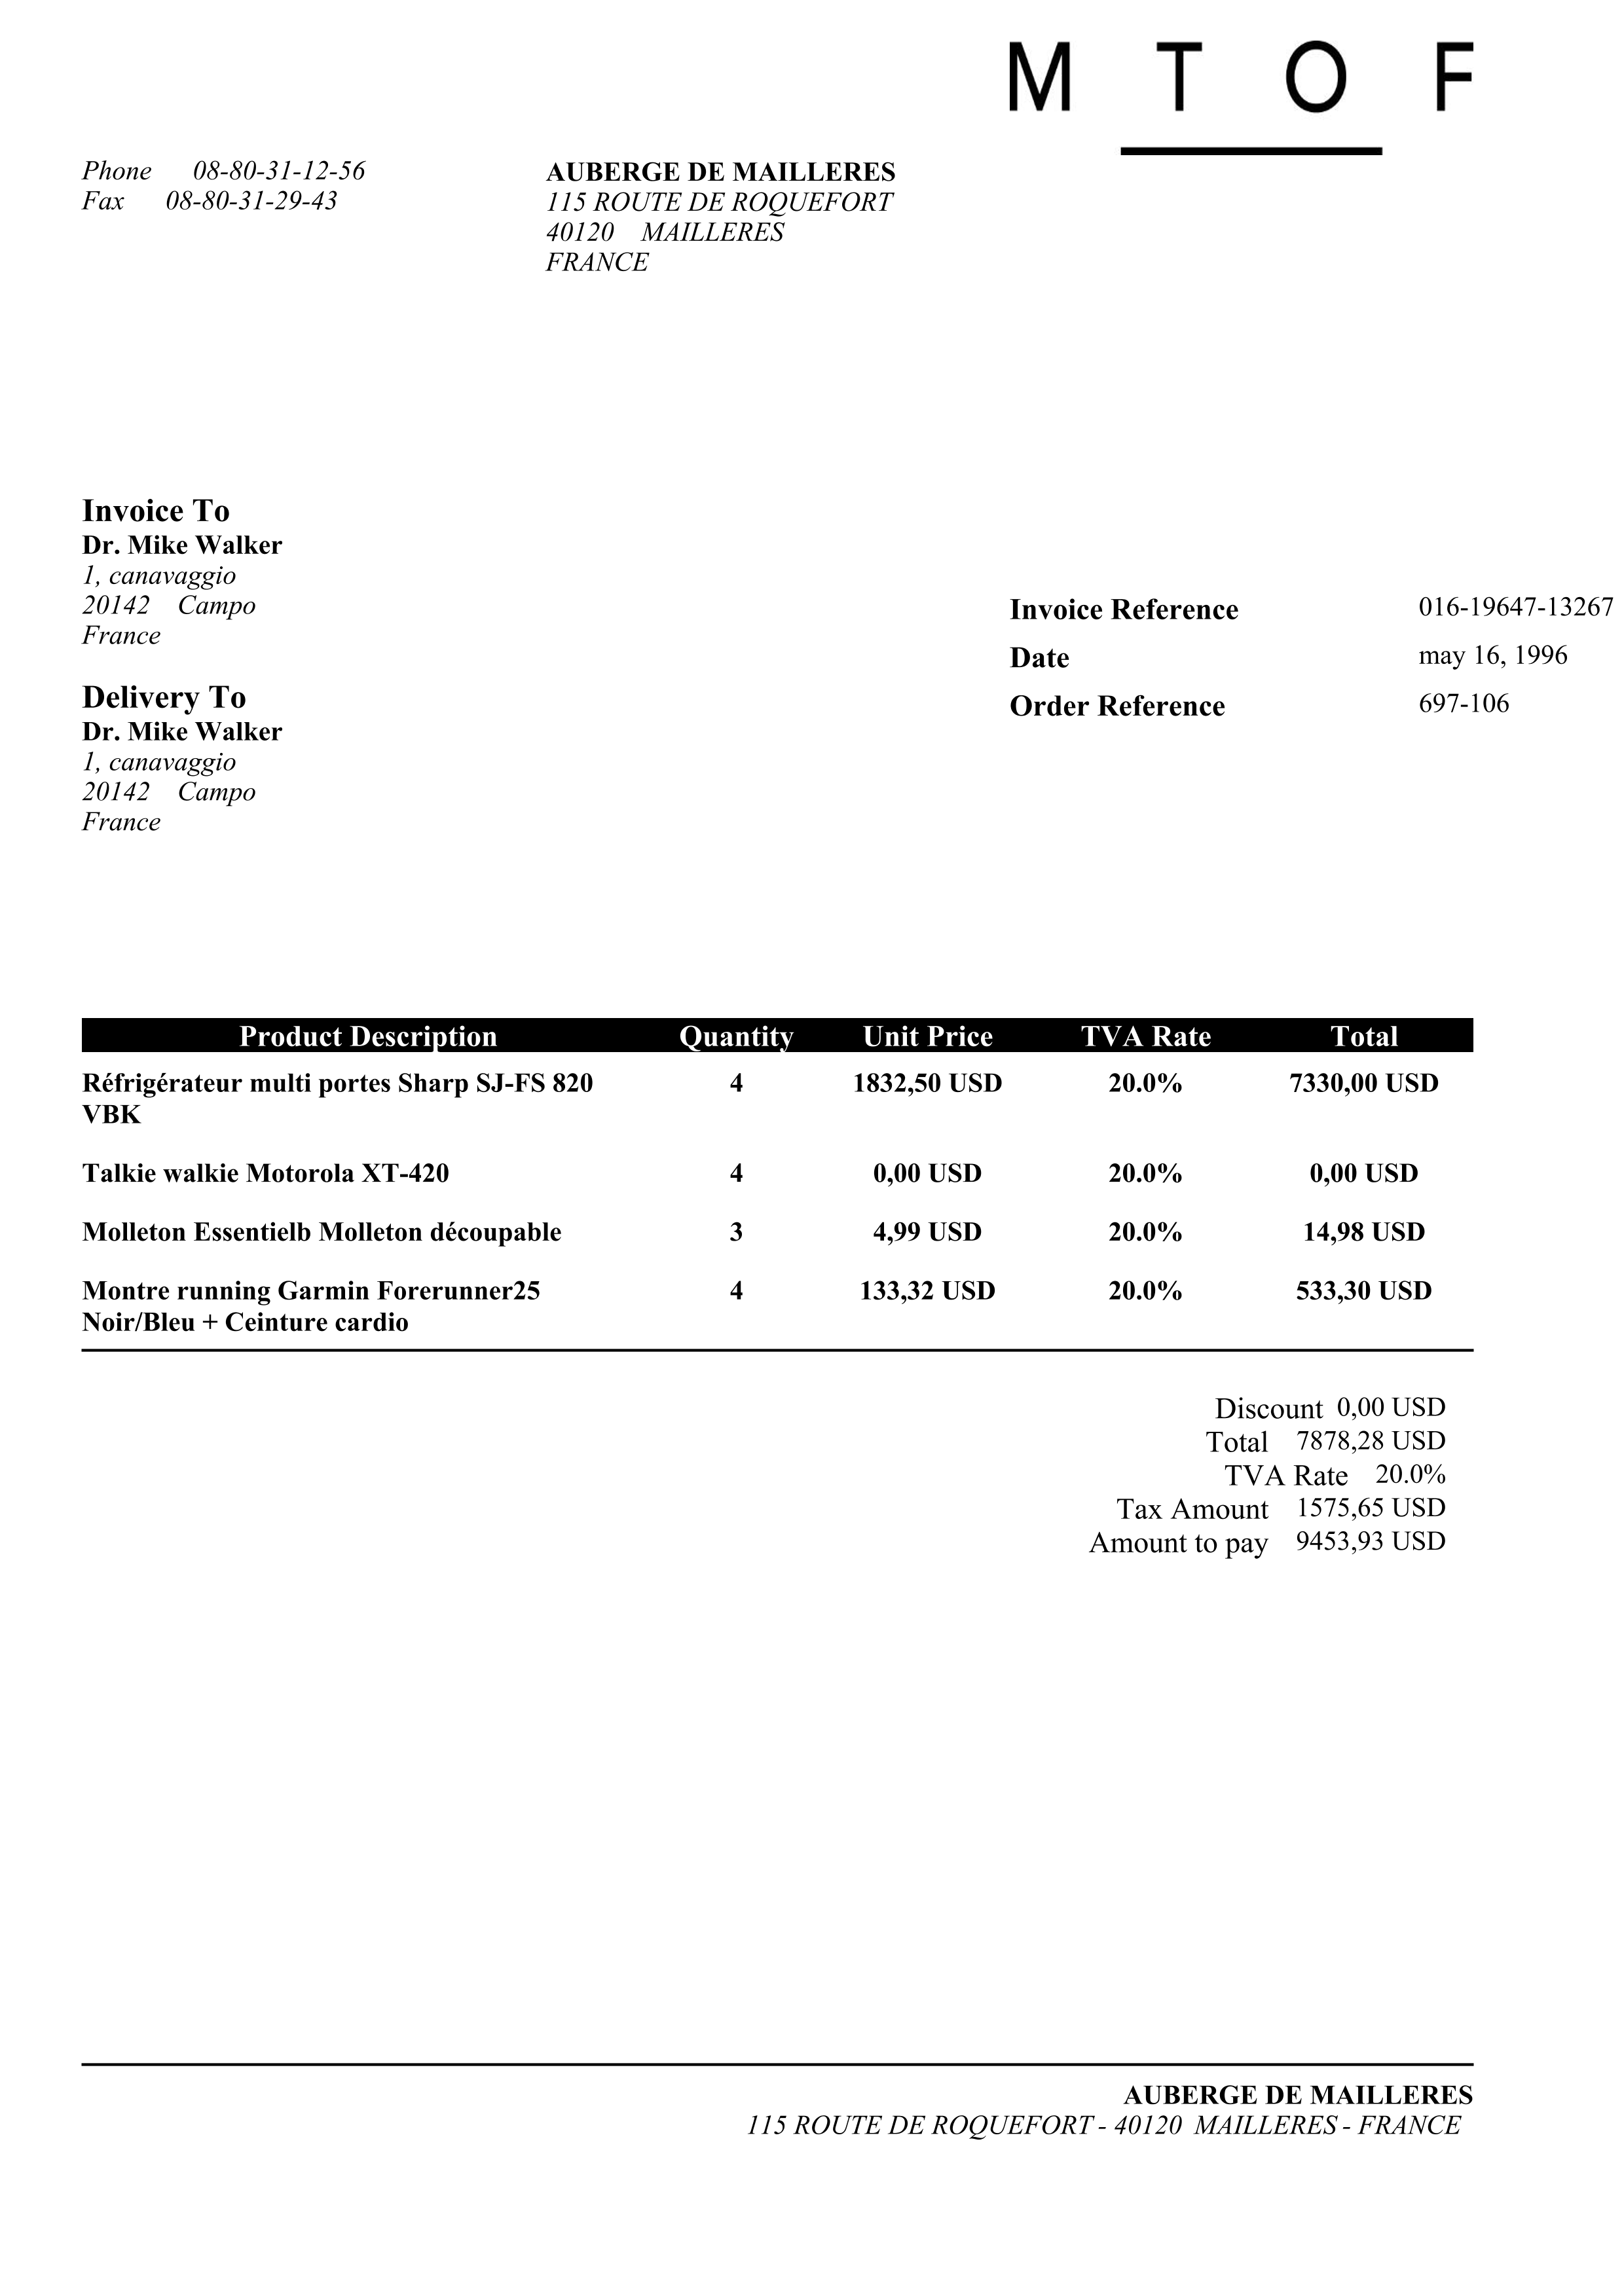 M T O F
Phone 08-80-31-12-56
Fax 08-80-31-29-43
AUBERGE DE MAILLERES
115 ROUTE DE ROQUEFORT
40120 MAILLERES
FRANCE
Invoice To
Dr. Mike Walker
1, canavaggio
20142 Campo
France
Delivery To
Dr. Mike Walker
1, canavaggio
20142 Campo
France
Invoice Reference 016-19647-13267
Date may 16, 1996
Order Reference 697-106
Product Description Quantity Unit Price TVA Rate Total
Réfrigérateur multi portes Sharp SJ-FS 820 4 1832,50 USD 20.0% 7330,00 USD
VBK
Talkie walkie Motorola XT-420 4 0,00 USD 20.0% 0,00 USD
Molleton Essentielb Molleton découpable 3 4,99 USD 20.0% 14,98 USD
Montre running Garmin Forerunner25 4 133,32 USD 20.0% 533,30 USD
Noir/Bleu + Ceinture cardio
Discount 0,00 USD
Total 7878,28 USD
TVA Rate 20.0%
Tax Amount 1575,65 USD
Amount to pay 9453,93 USD
AUBERGE DE MAILLERES
115 ROUTE DE ROQUEFORT - 40120 MAILLERES - FRANCE